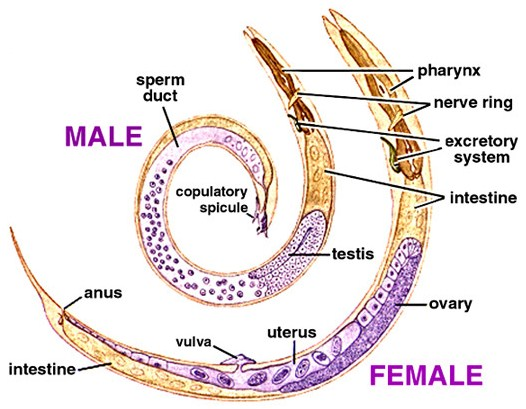 pharynx
sperm
duct
nerve ring
MALE
excretory
system
copulatory
spicule
intestine
testis
anus
ovary
vulva
uterus
intestine
FEMALE